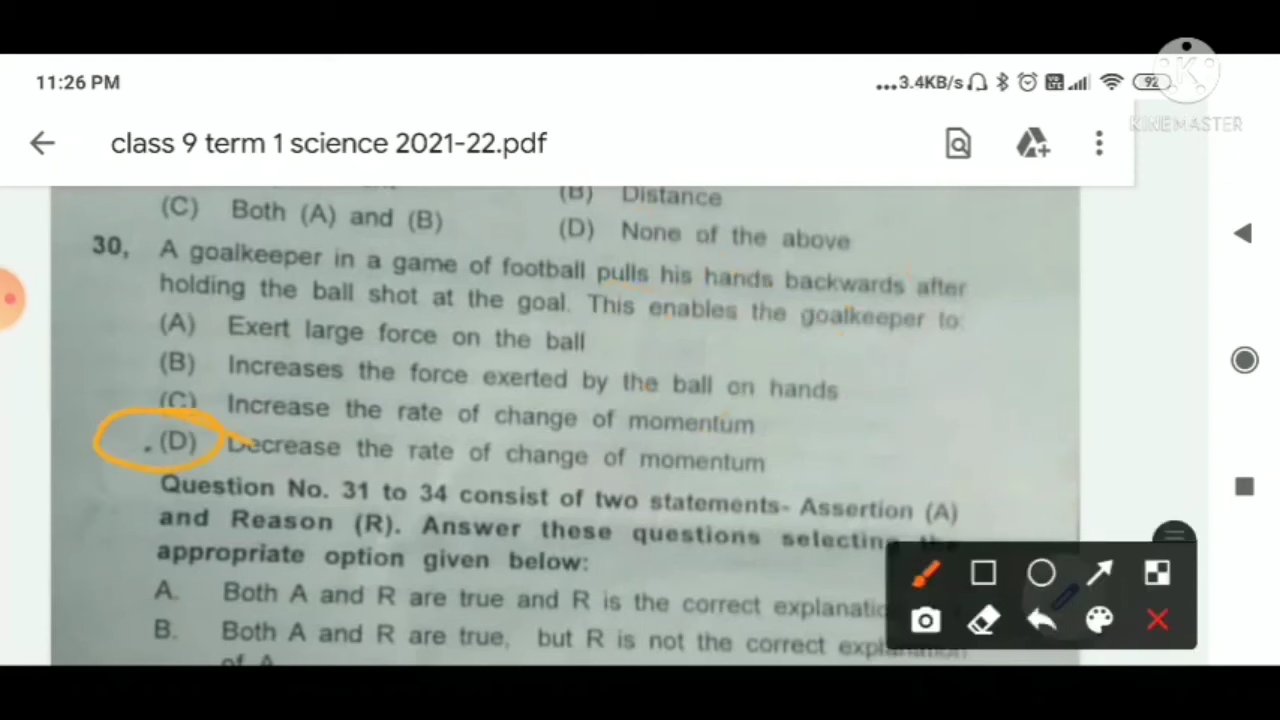 11:26 PM
...3.4KB/s
92
KINEMASTER
class 9 term 1 science 2021-22.pdf
(B) Distance
(C) Both (A) and (B)
(D) None of the above
30, A goalkeeper in a game of football pulls his hands backwards after
holding the ball shot at the goal. This enables the goalkeeper to:
(A) Exert large force on the ball
(B) Increases the force exerted by the ball on hands
(C) Increase the rate of change of momentum
(D) Decrease the rate of change of momentum
Question No. 31 to 34 consist of two statements- Assertion (A)
and Reason (R). Answer these questions selecting the
appropriate option given below:
A. Both A and R are true and R is the correct
B. Both A and R are true, but R is not the correct explanation
of A